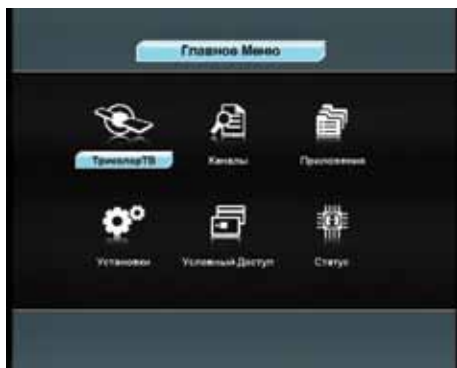 Главное Меню
ТриколорТВ
Каналы
Приложения
Установки
Условный Доступ
Статус